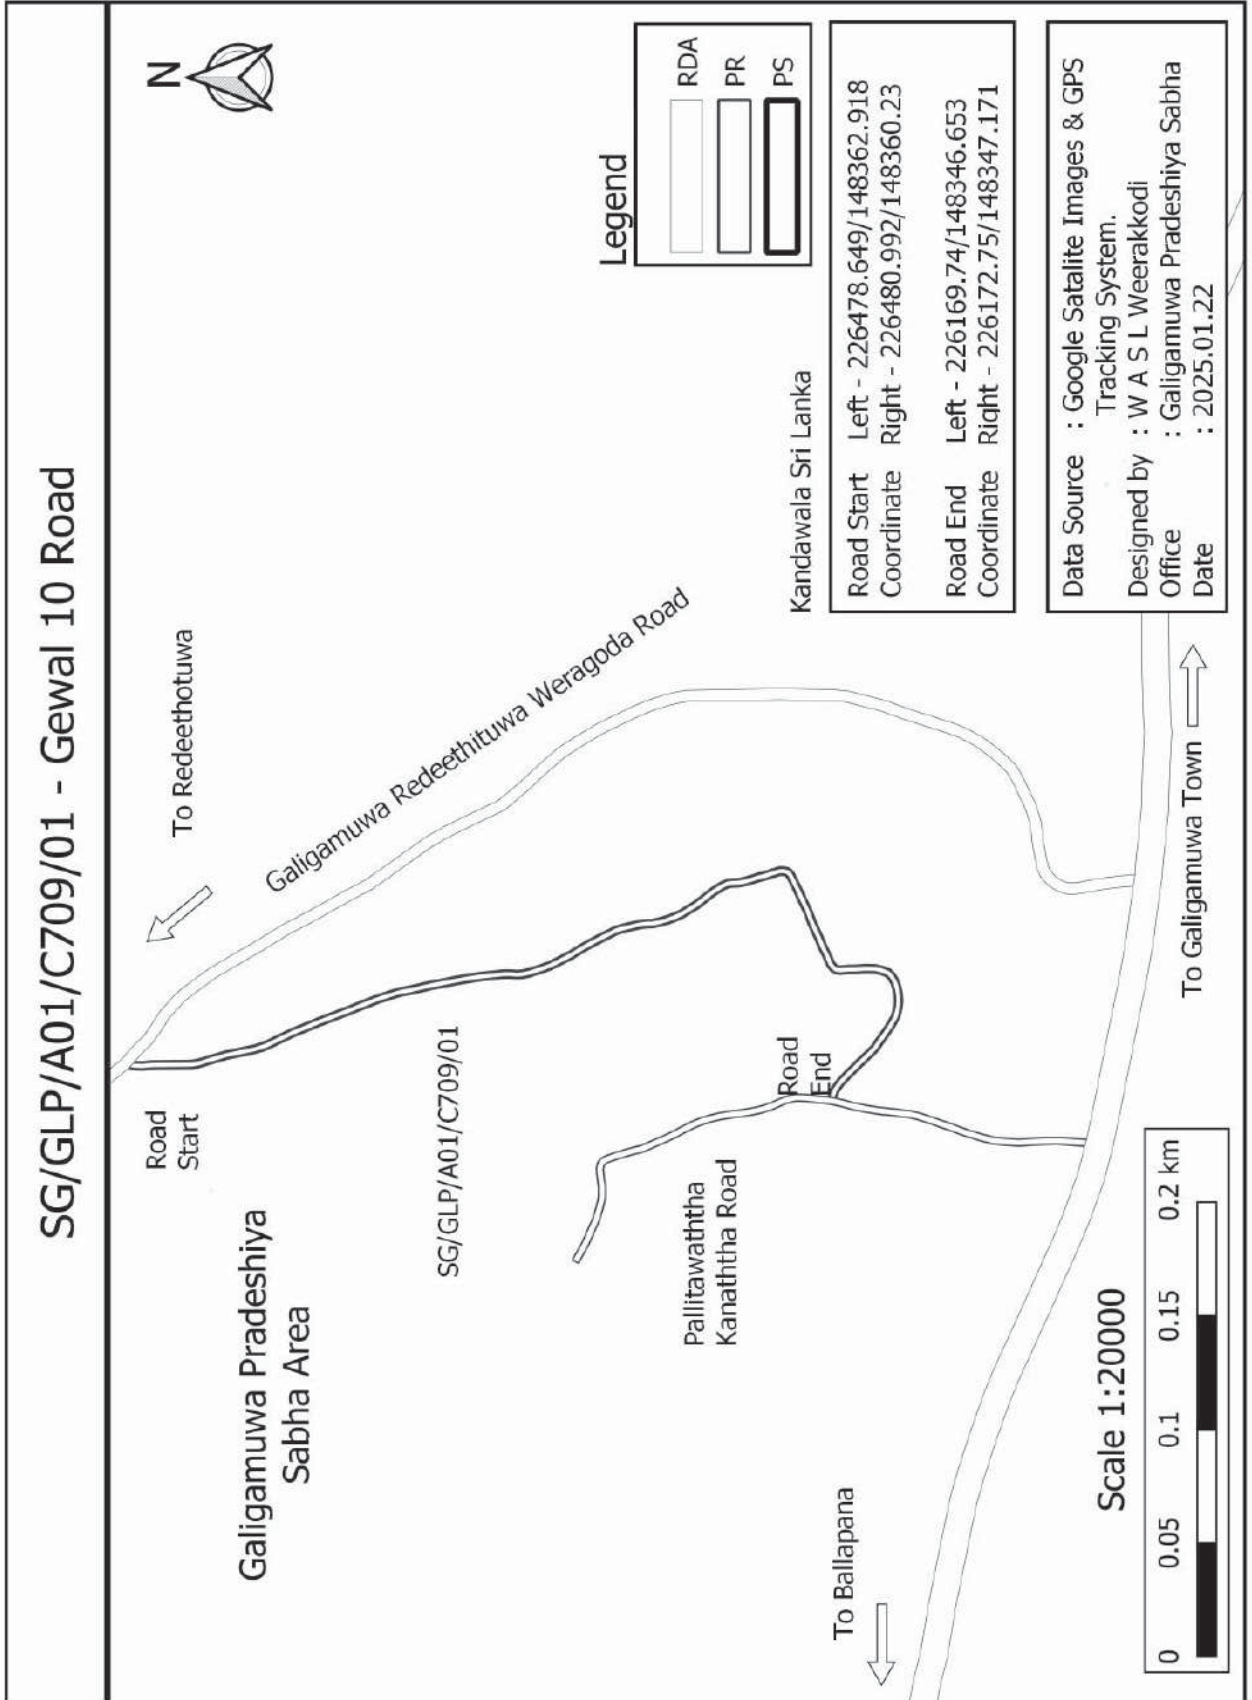 SG/GLP/A01/C709/01 - Gewal 10 Road
N
To Redeethotuwa
Road
Start
Galigamuwa Pradeshiya
Sabha Area
Galigamuwa Redeethituwa Weragoda Road
SG/GLP/A01/C709/01
Pallitawaththa
Kanaththa Road
Road
End
To Ballapana
To Galigamuwa Town
Legend
RDA
PR
PS
Kandawala Sri Lanka
Road Start Left - 226478.649/148362.918
Coordinate Right - 226480.992/148360.23
Road End Left - 226169.74/148346.653
Coordinate Right - 226172.75/148347.171
Data Source : Google Satalite Images & GPS
Tracking System.
Designed by : W A S L Weerakkodi
Office : Galigamuwa Pradeshiya Sabha
Date : 2025.01.22
Scale 1:20000
0 0.05 0.1 0.15 0.2 km